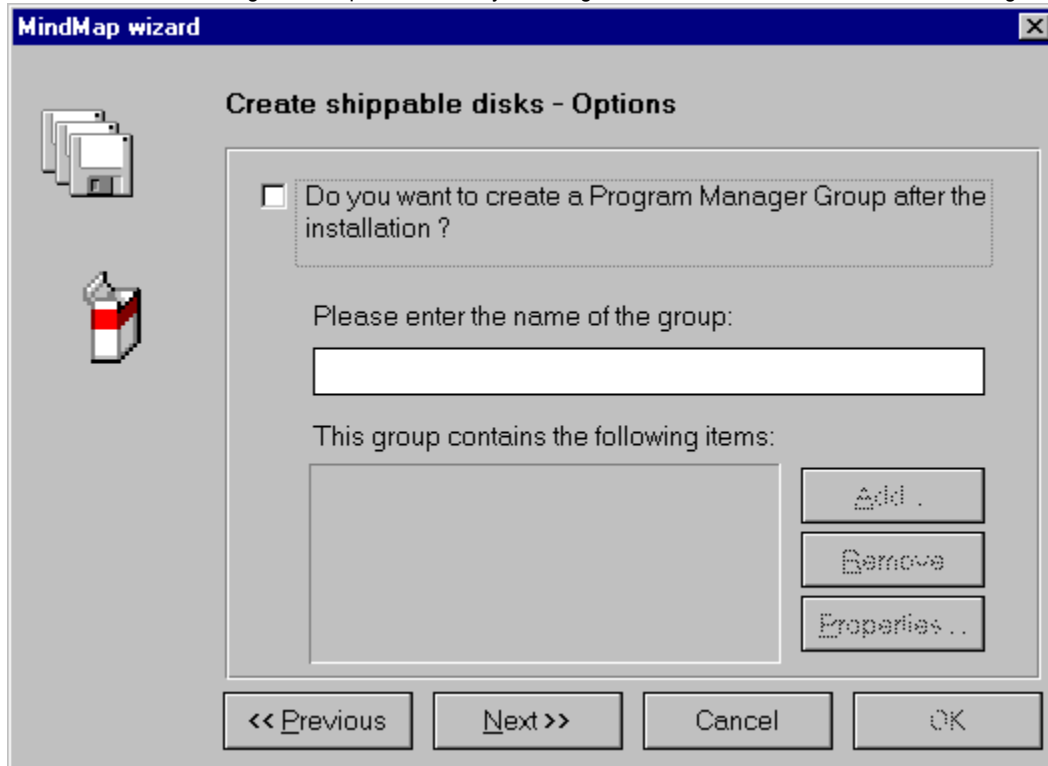 MindMap wizard
Create shippable disks - Options
Do you want to create a Program Manager Group after the
installation ?
Please enter the name of the group:
This group contains the following items:
Add .
Remove
Properties . .
<< Previous
Next >>
Cancel
OK